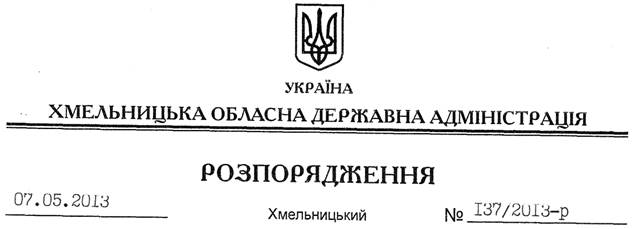 УКРАЇНА
ХМЕЛЬНИЦЬКА ОБЛАСНА ДЕРЖАВНА АДМІНІСТРАЦІЯ
РОЗПОРЯДЖЕННЯ
07.05.2013 Хмельницький № 137/2013-р